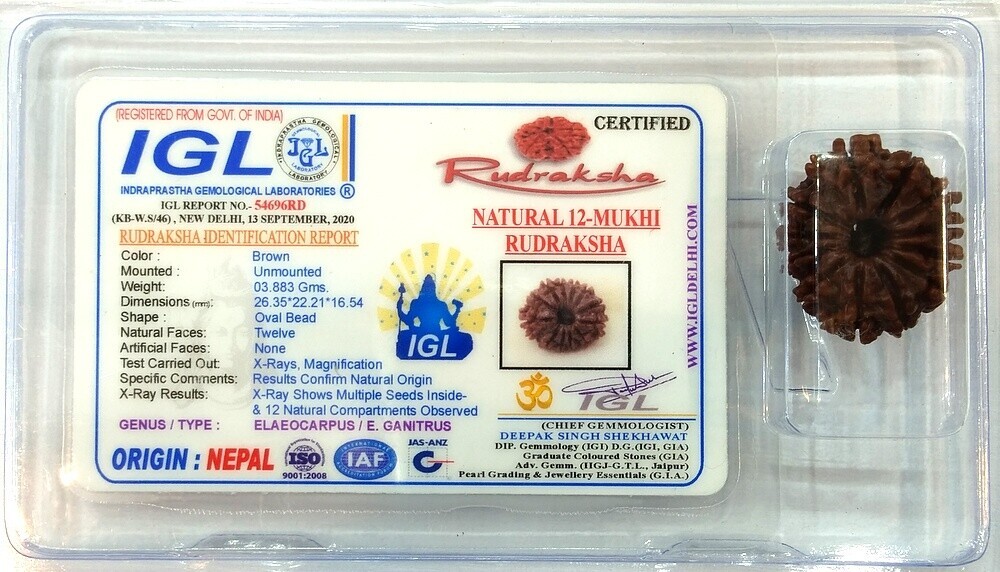 (REGISTERED FROM GOVT. OF INDIA)
IGL
INDRAPRASTHA GEMOLOGICAL LABORATORY
IGL
INDRAPRASTHA GEMOLOGICAL LABORATORIES ®
IGL REPORT NO.- 54696RD
(KB-W.S/46) , NEW DELHI, 13 SEPTEMBER, 2020
RUDRAKSHA IDENTIFICATION REPORT
Color : Brown
Mounted : Unmounted
Weight: 03.883 Gms.
Dimensions (mm): 26.35*22.21*16.54
Shape : Oval Bead
Natural Faces: Twelve
Artificial Faces: None
Test Carried Out: X-Rays, Magnification
Specific Comments: Results Confirm Natural Origin
X-Ray Results: X-Ray Shows Multiple Seeds Inside-
& 12 Natural Compartments Observed
GENUS / TYPE : ELAEOCARPUS / E. GANITRUS
ORIGIN : NEPAL
ISO
9001:2008
IAF
JAS-ANZ
IGL
CERTIFIED
Rudraksha
NATURAL 12-MUKHI
RUDRAKSHA
WWW.IGLDELHI.COM
ॐ
IGL
(CHIEF GEMMOLOGIST)
DEEPAK SINGH SHEKHAWAT
DIP. Gemmology (IGI) D.G.(IGI, GIA)
Graduate Coloured Stones (GIA)
Adv. Gemm. (IIGJ-G.T.L., Jaipur)
Pearl Grading & Jewellery Essentials (G.I.A.)